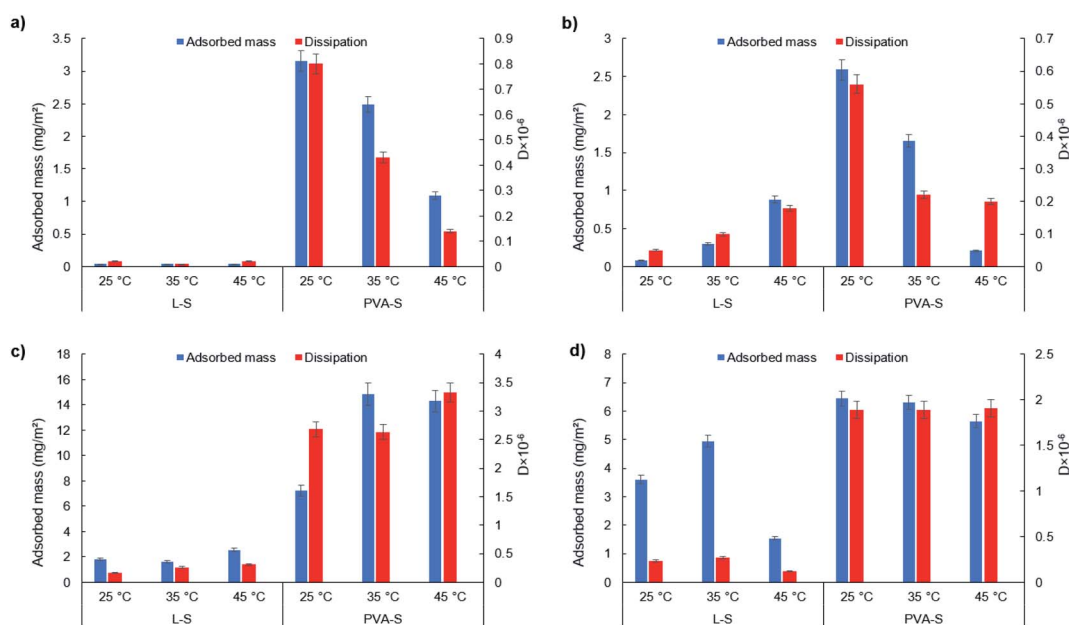 a)
Adsorbed mass Dissipation
3.5
3
2.5
2
1.5
1
0.5
0
Adsorbed mass (mg/m²)
0.9
0.8
0.7
0.6
0.5
0.4
0.3
0.2
0.1
0
D×10⁻⁶
25 °C 35 °C 45 °C 25 °C 35 °C 45 °C
L-S PVA-S
b)
Adsorbed mass Dissipation
3
2.5
2
1.5
1
0.5
0
Adsorbed mass (mg/m²)
0.7
0.6
0.5
0.4
0.3
0.2
0.1
0
D×10⁻⁶
25 °C 35 °C 45 °C 25 °C 35 °C 45 °C
L-S PVA-S
c)
Adsorbed mass Dissipation
18
16
14
12
10
8
6
4
2
0
Adsorbed mass (mg/m²)
4
3.5
3
2.5
2
1.5
1
0.5
0
D×10⁻⁶
25 °C 35 °C 45 °C 25 °C 35 °C 45 °C
L-S PVA-S
d)
Adsorbed mass Dissipation
8
7
6
5
4
3
2
1
0
Adsorbed mass (mg/m²)
2.5
2
1.5
1
0.5
0
D×10⁻⁶
25 °C 35 °C 45 °C 25 °C 35 °C 45 °C
L-S PVA-S